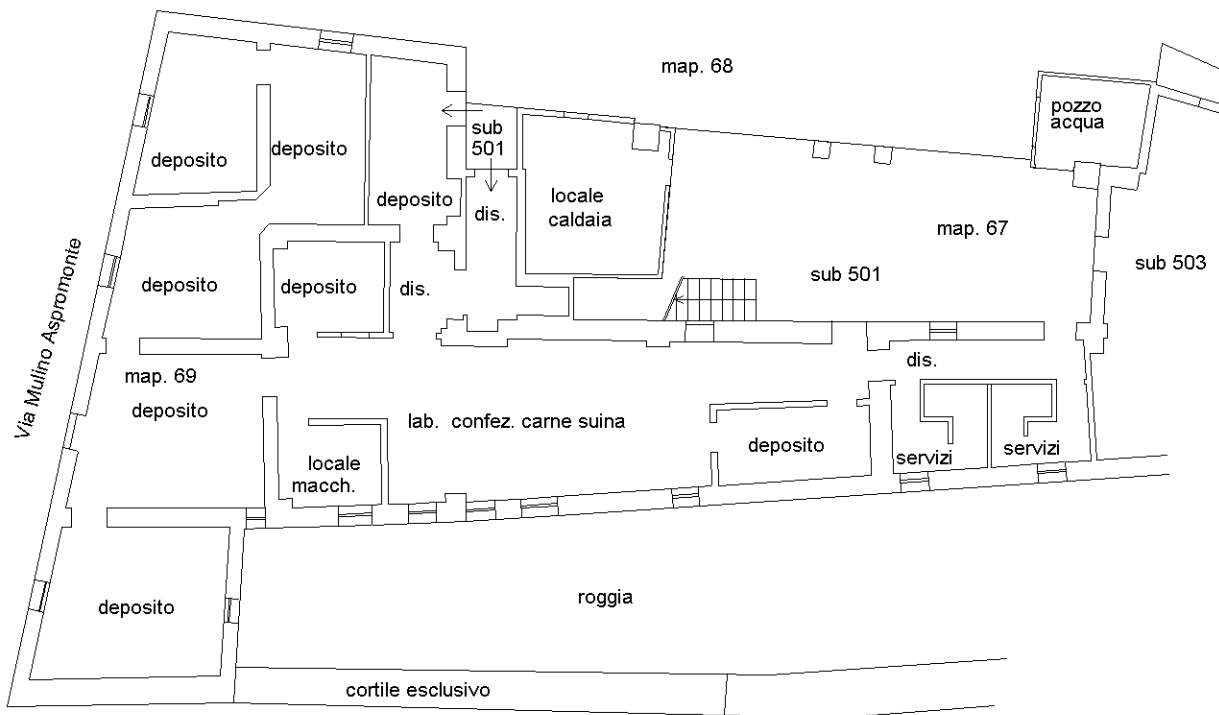 map. 68
pozzo
acqua
sub
501
deposito
deposito
deposito
dis.
locale
caldaia
map. 67
sub 501
sub 503
Via Mulino Aspromonte
deposito
deposito
dis.
dis.
map. 69
deposito
lab. confez. carne suina
deposito
servizi
servizi
locale
macch.
deposito
roggia
cortile esclusivo